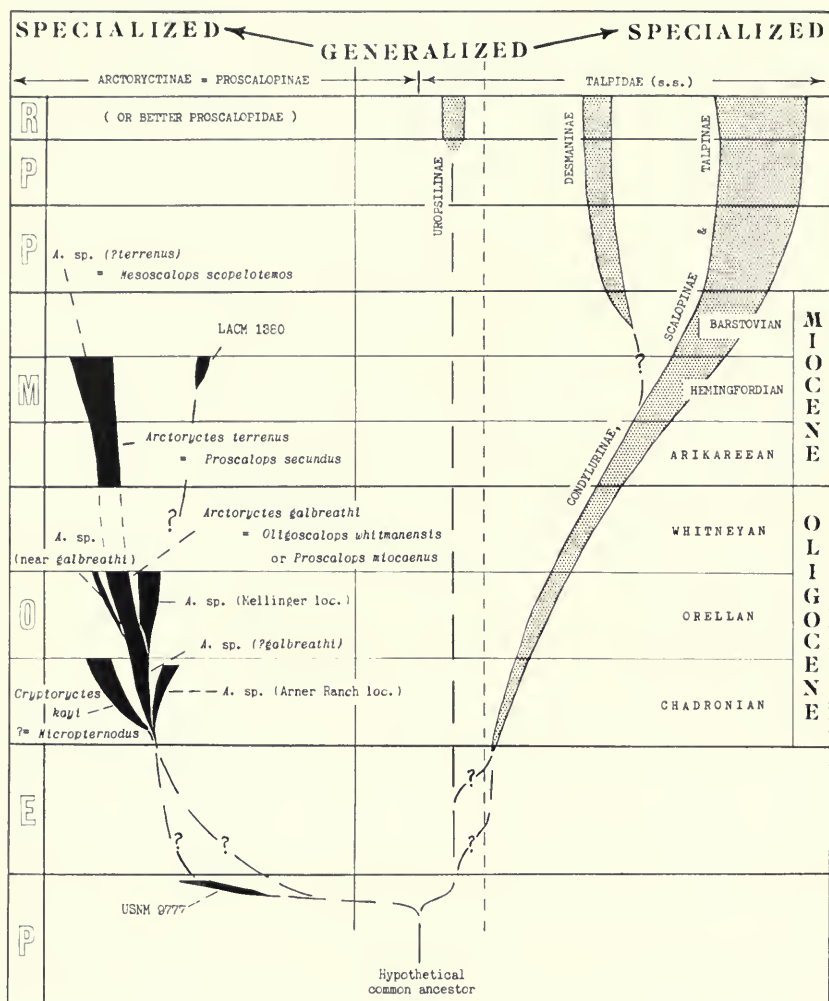 SPECIALIZED GENERALIZED SPECIALIZED
ARCTORYCTINAE = PROSCALOPINAE TALPIDAE (s.s.)
R
( OR BETTER PROSCALOPIDAE )
P
UROPSILINAE
DESMANINAE
TALPINAE
&
SCALOPINAE
CONDYLURINAE,
P
A. sp. (?terrenus)
= Mesoscalops scopelotemos
LACM 1380
BARSTOVIAN
M
?
HEMINGFORDIAN
Arctoryctes terrenus
= Proscalops secundus
ARIKAREEAN
MIOCENE
Arctoryctes galbreathi
= Oligoscalops whitmanensis
or Proscalops miocaenus
?
A. sp.
(near galbreathi)
WHITNEYAN
O
A. sp. (Kellinger loc.)
ORELLAN
A. sp. (?galbreathi)
A. sp. (Arner Ranch loc.)
Cryptoryctes
kayi
?= Micropternodus
CHADRONIAN
OLIGOCENE
E
?
? ? ?
P
USNM 9777
Hypothetical
common ancestor